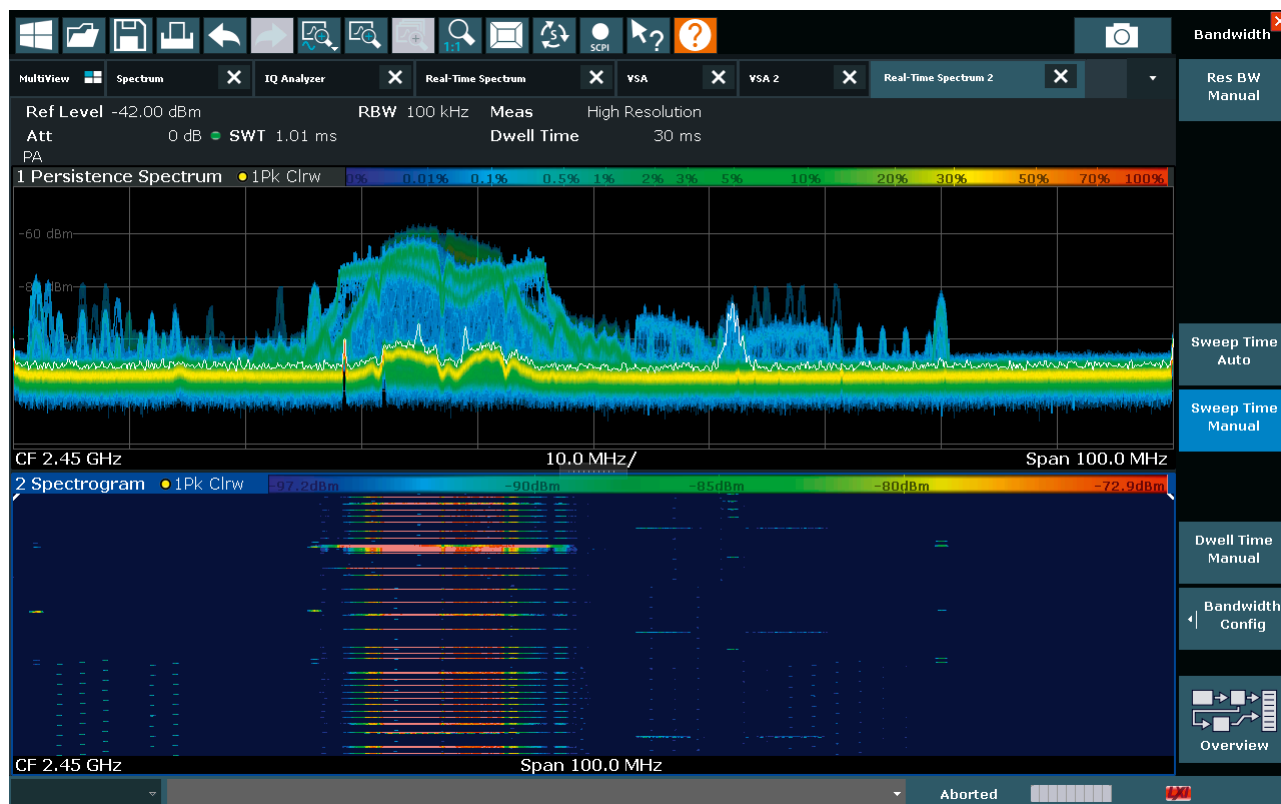 1:1 SCPI ? ? Bandwidth
MultiView Spectrum IQ Analyzer Real-Time Spectrum VSA VSA 2 Real-Time Spectrum 2
Res BW
Manual
Ref Level -42.00 dBm RBW 100 kHz Meas High Resolution
Att 0 dB SWT 1.01 ms Dwell Time 30 ms
PA
1 Persistence Spectrum 1Pk Clrw 0% 0.01% 0.1% 0.5% 1% 2% 3% 5% 10% 20% 30% 50% 70% 100%
-60 dBm
Sweep Time
Auto
Sweep Time
Manual
CF 2.45 GHz 10.0 MHz/ Span 100.0 MHz
2 Spectrogram 1Pk Clrw -97.2dBm -90dBm -85dBm -80dBm -72.9dBm
Dwell Time
Manual
Bandwidth
Config
Overview
CF 2.45 GHz Span 100.0 MHz
Aborted LXI